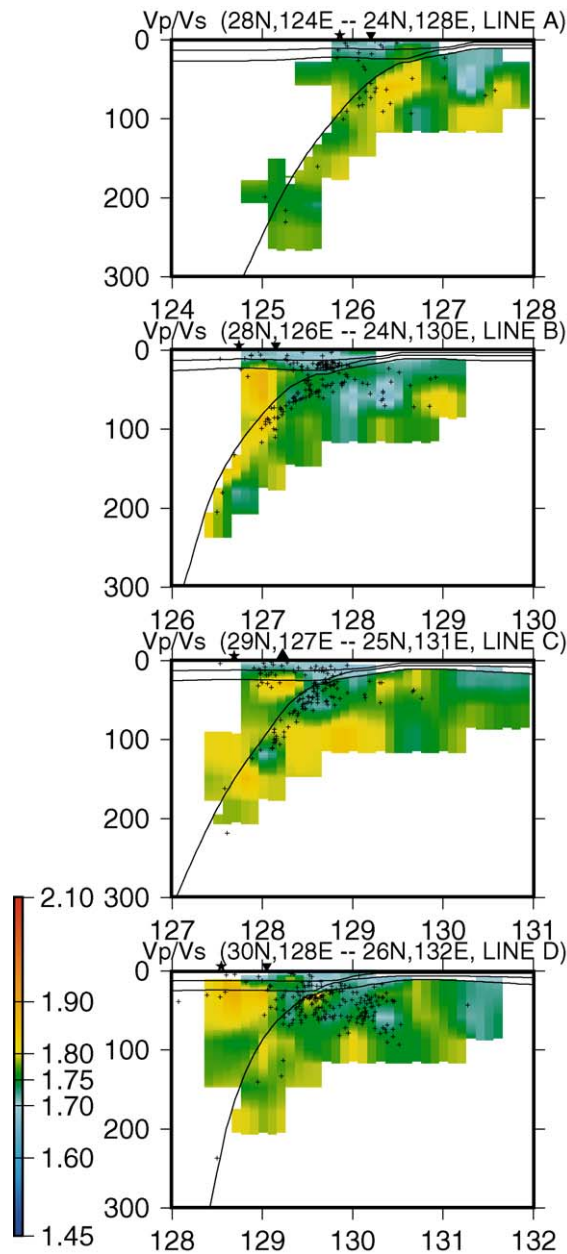 Vp/Vs (28N,124E -- 24N,128E, LINE A)
0
100
200
300
124 125 126 127 128
Vp/Vs (28N,126E -- 24N,130E, LINE B)
0
100
200
300
126 127 128 129 130
Vp/Vs (29N,127E -- 25N,131E, LINE C)
0
100
200
300
127 128 129 130 131
Vp/Vs (30N,128E -- 26N,132E, LINE D)
0
100
200
300
128 129 130 131 132
2.10
1.90
1.80
1.75
1.70
1.60
1.45